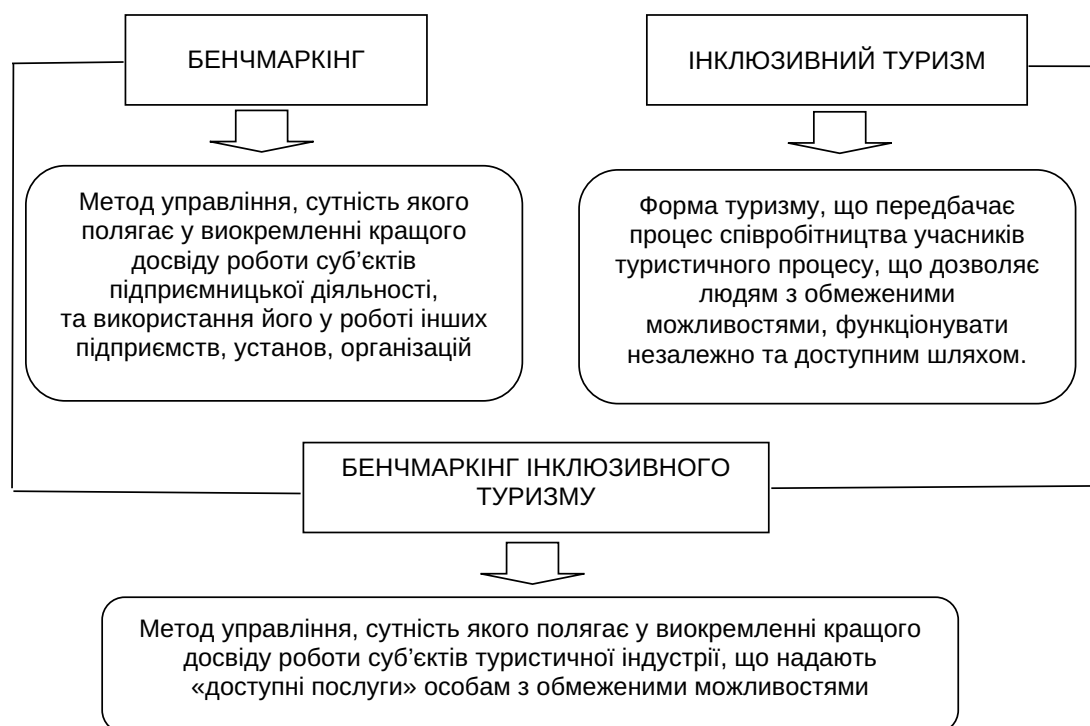 БЕНЧМАРКІНГ
ІНКЛЮЗИВНИЙ ТУРИЗМ
Метод управління, сутність якого
полягає у виокремленні кращого
досвіду роботи суб’єктів
підприємницької діяльності,
та використання його у роботі інших
підприємств, установ, організацій
Форма туризму, що передбачає
процес співробітництва учасників
туристичного процесу, що дозволяє
людям з обмеженими
можливостями, функціонувати
незалежно та доступним шляхом.
БЕНЧМАРКІНГ ІНКЛЮЗИВНОГО
ТУРИЗМУ
Метод управління, сутність якого полягає у виокремленні кращого
досвіду роботи суб’єктів туристичної індустрії, що надають
«доступні послуги» особам з обмеженими можливостями